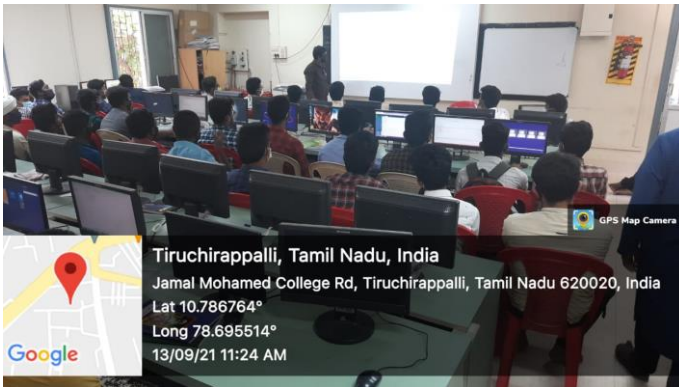 GPS Map Camera
Tiruchirappalli, Tamil Nadu, India
Jamal Mohamed College Rd, Tiruchirappalli, Tamil Nadu 620020, India
Lat 10.786764°
Long 78.695514°
13/09/21 11:24 AM
Google